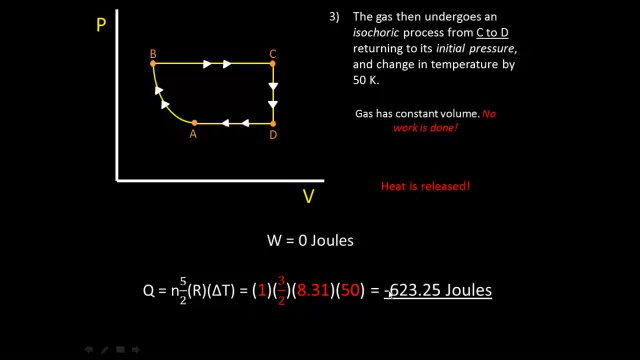 P
B
C
A
D
V
3) The gas then undergoes an
isochoric process from C to D
returning to its initial pressure,
and change in temperature by
50 K.
Gas has constant volume. No
work is done!
Heat is released!
W = 0 Joules
Q = n 5/2 (R)(ΔT) = (1)(3/2)(8.31)(50) = -623.25 Joules